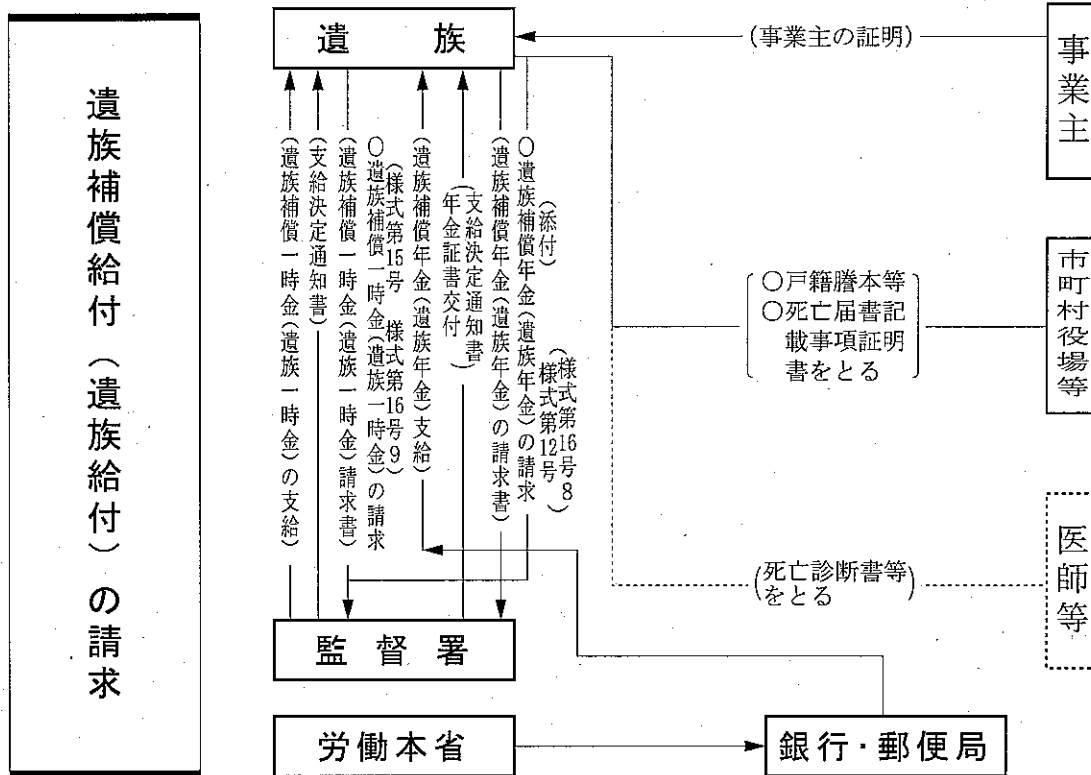 遺族補償給付(遺族給付)の請求
遺族
(事業主の証明)
事業主
(遺族補償一時金(遺族一時金)の支給)
(支給決定通知書)
(遺族補償一時金(遺族一時金)請求書)
○遺族補償一時金(遺族一時金)の請求
(様式第15号 様式第16号9)
(遺族補償年金(遺族年金)支給)
(支給決定通知書
年金証書交付)
(遺族補償年金(遺族年金)の請求書)
○遺族補償年金(遺族年金)の請求
(添付)
(様式第12号
様式第16号8)
○戸籍謄本等
○死亡届書記
載事項証明
書をとる
市町村役場等
(死亡診断書等
をとる)
医師等
監督署
労働本省
銀行・郵便局